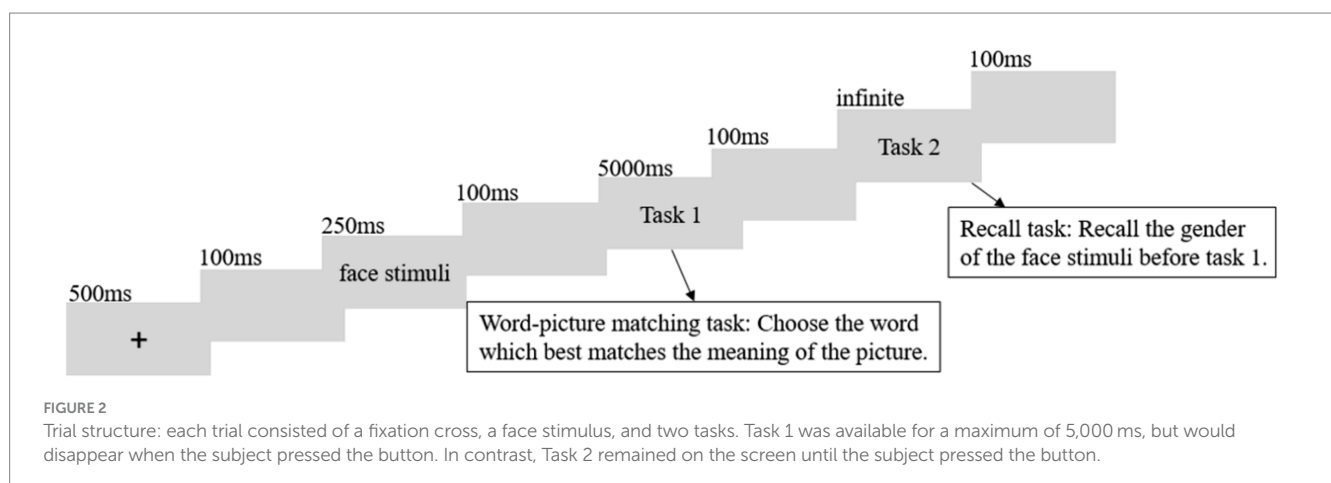 500ms
+
100ms
250ms
face stimuli
100ms
5000ms
Task 1
100ms
infinite
Task 2
100ms
Word-picture matching task: Choose the word
which best matches the meaning of the picture.
Recall task: Recall the gender
of the face stimuli before task 1.
FIGURE 2
Trial structure: each trial consisted of a fixation cross, a face stimulus, and two tasks. Task 1 was available for a maximum of 5,000 ms, but would
disappear when the subject pressed the button. In contrast, Task 2 remained on the screen until the subject pressed the button.